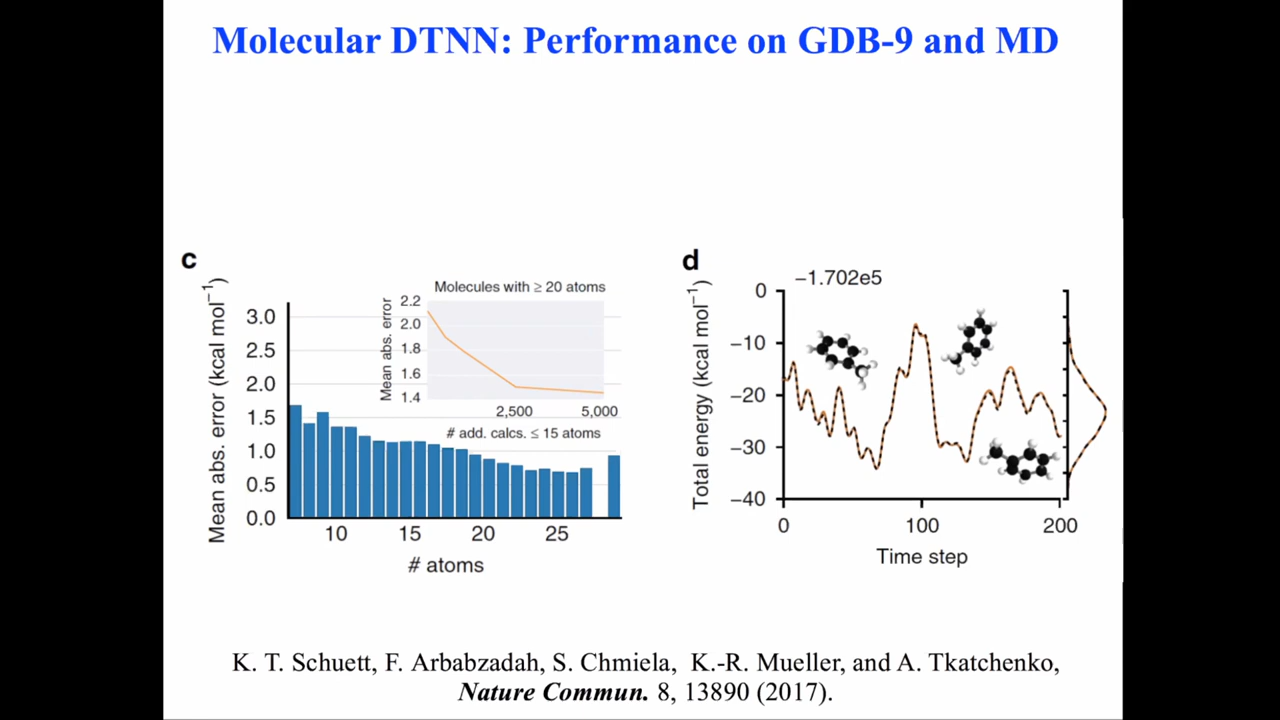 Molecular DTNN: Performance on GDB-9 and MD
c
Mean abs. error (kcal mol⁻¹)
3.0
2.5
2.0
1.5
1.0
0.5
0.0
10
15
20
25
# atoms
Molecules with ≥ 20 atoms
Mean abs. error
2.2
2.0
1.8
1.6
1.4
2,500
5,000
# add. calcs. ≤ 15 atoms
d
−1.702e5
Total energy (kcal mol⁻¹)
0
−10
−20
−30
−40
0
100
200
Time step
K. T. Schuett, F. Arbabzadah, S. Chmiela, K.-R. Mueller, and A. Tkatchenko,
Nature Commun. 8, 13890 (2017).